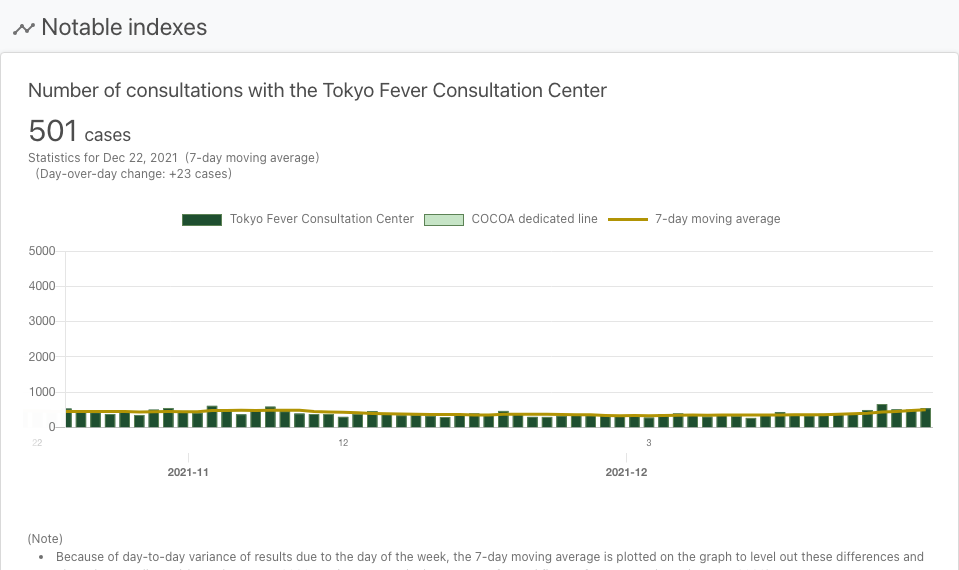 Notable indexes
Number of consultations with the Tokyo Fever Consultation Center
501 cases
Statistics for Dec 22, 2021 (7-day moving average)
(Day-over-day change: +23 cases)
Tokyo Fever Consultation Center COCOA dedicated line 7-day moving average
5000
4000
3000
2000
1000
0
22 12 3
2021-11 2021-12
(Note)
• Because of day-to-day variance of results due to the day of the week, the 7-day moving average is plotted on the graph to level out these differences and